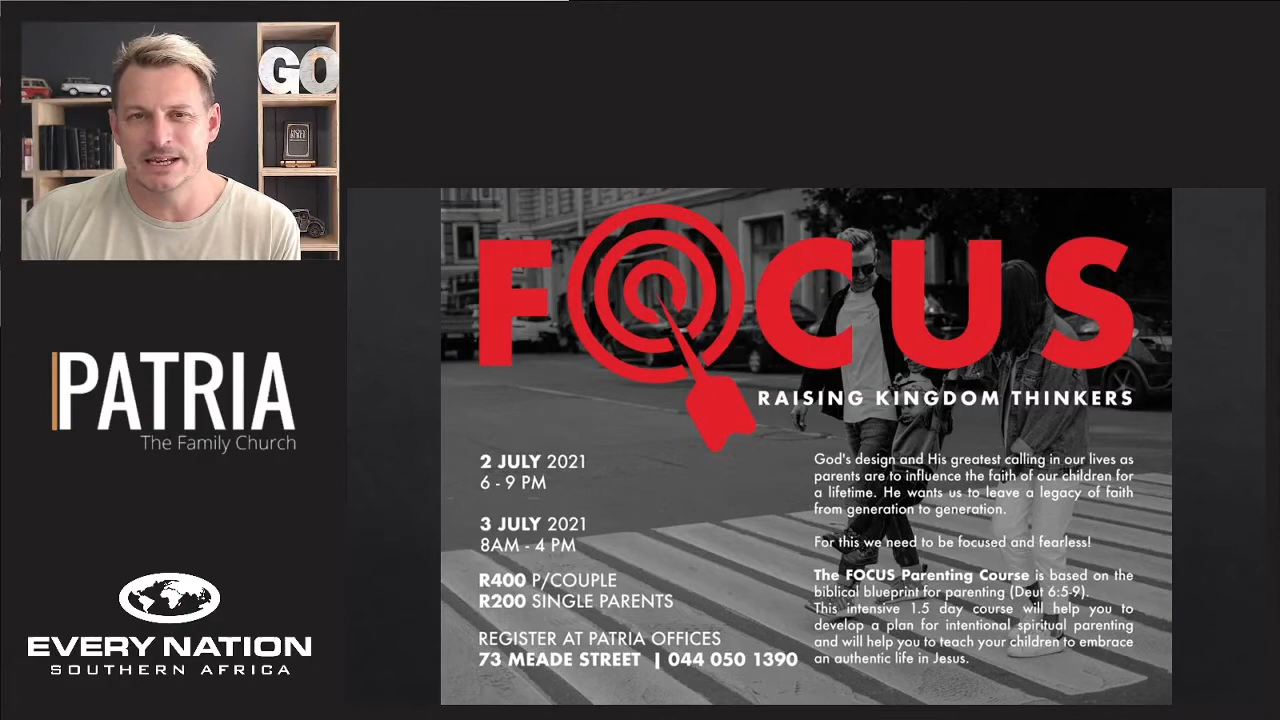 GO
HOLY
BIBLE
PATRIA
The Family Church
EVERY NATION
SOUTHERN AFRICA
FOCUS
RAISING KINGDOM THINKERS
2 JULY 2021
6 - 9 PM
3 JULY 2021
8AM - 4 PM
R400 P/COUPLE
R200 SINGLE PARENTS
REGISTER AT PATRIA OFFICES
73 MEADE STREET | 044 050 1390
God's design and His greatest calling in our lives as
parents are to influence the faith of our children for
a lifetime. He wants us to leave a legacy of faith
from generation to generation.
For this we need to be focused and fearless!
The FOCUS Parenting Course is based on the
biblical blueprint for parenting (Deut 6:5-9).
This intensive 1.5 day course will help you to
develop a plan for intentional spiritual parenting
and will help you to teach your children to embrace
an authentic life in Jesus.